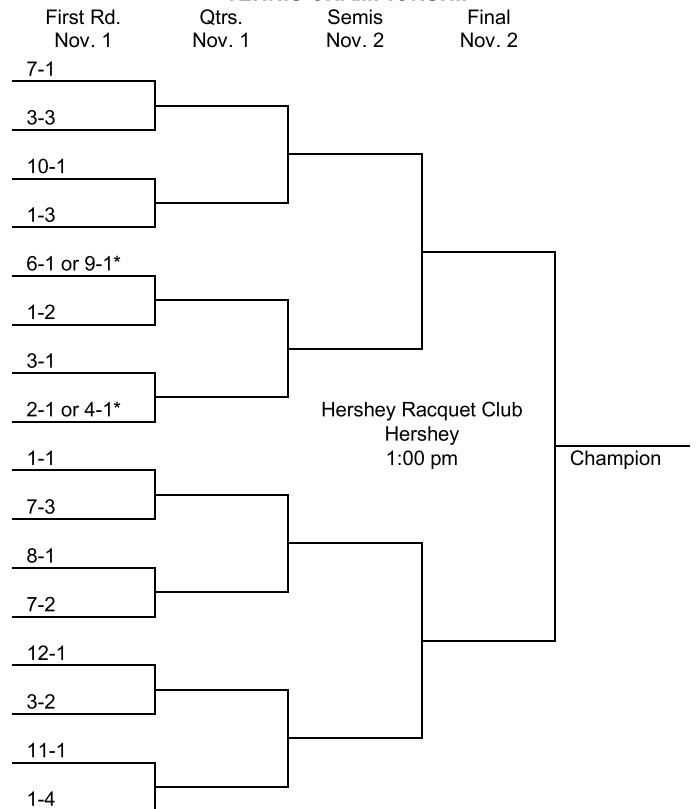 First Rd. Qtrs. Semis Final
Nov. 1 Nov. 1 Nov. 2 Nov. 2
7-1
3-3
10-1
1-3
6-1 or 9-1*
1-2
3-1
2-1 or 4-1*
Hershey Racquet Club
Hershey
1:00 pm
Champion
1-1
7-3
8-1
7-2
12-1
3-2
11-1
1-4